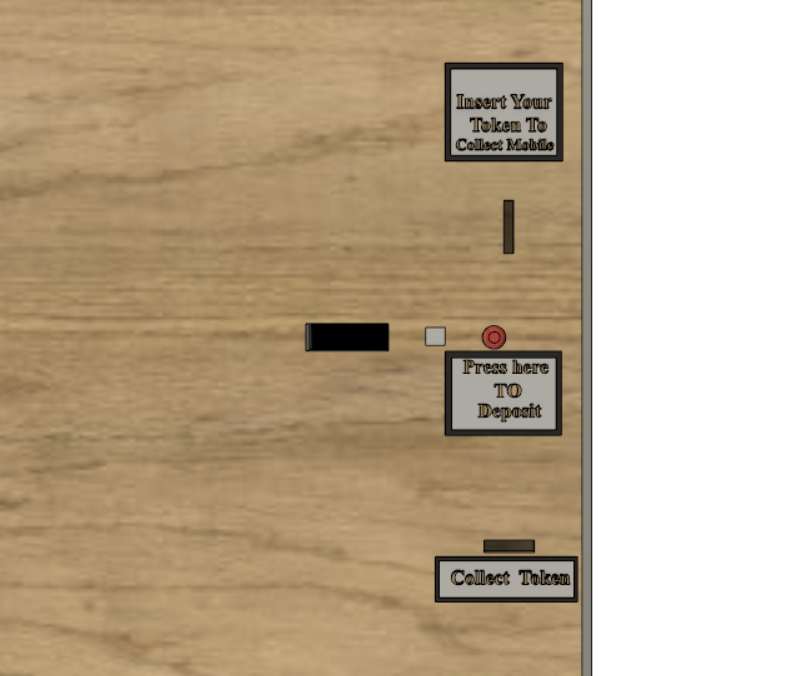 Insert Your
Token To
Collect Mobile
Press here
TO
Deposit
Collect Token